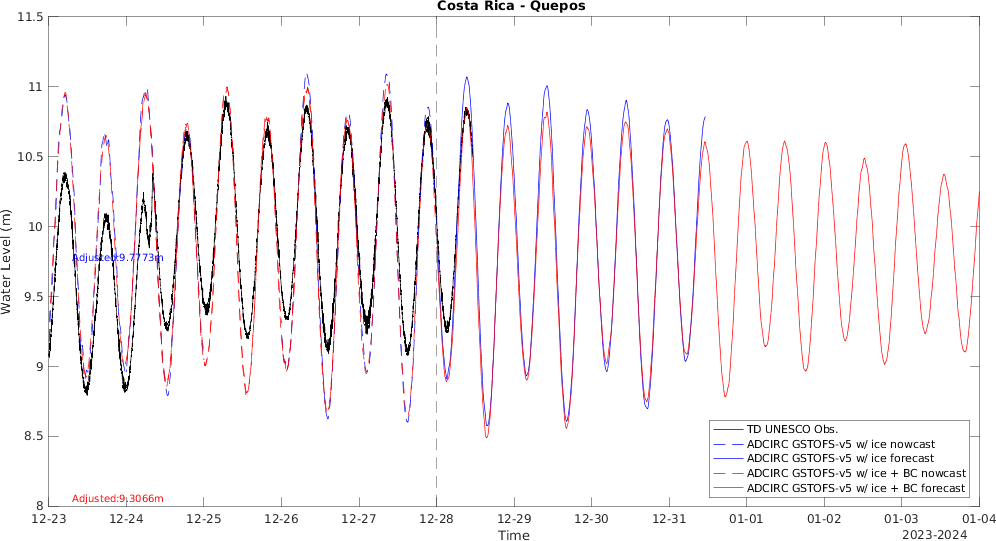 Costa Rica - Quepos
11.5
11
10.5
10
9.5
9
8.5
8
Water Level (m)
Adjusted:9.7773m
Adjusted:9.3066m
TD UNESCO Obs.
ADCIRC GSTOFS-v5 w/ ice nowcast
ADCIRC GSTOFS-v5 w/ ice forecast
ADCIRC GSTOFS-v5 w/ ice + BC nowcast
ADCIRC GSTOFS-v5 w/ ice + BC forecast
12-23 12-24 12-25 12-26 12-27 12-28 12-29 12-30 12-31 01-01 01-02 01-03 01-04
Time
2023-2024